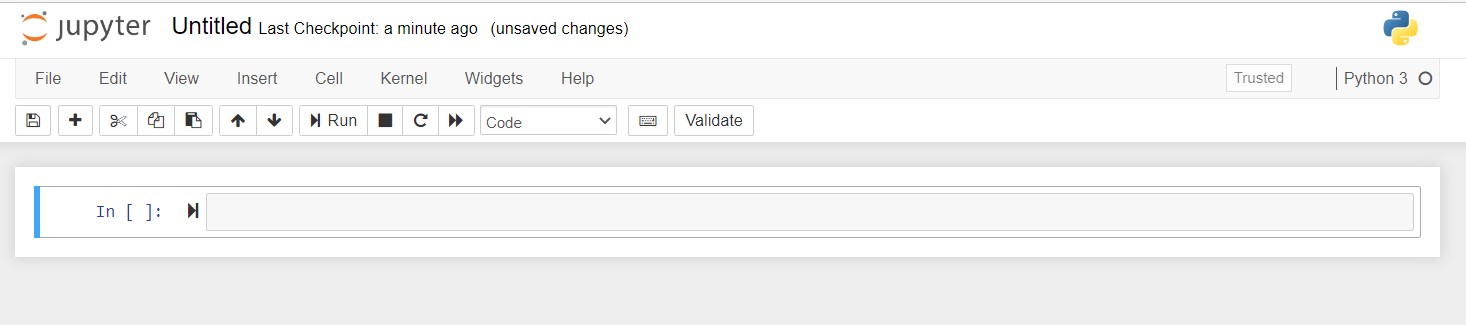 jupyter Untitled Last Checkpoint: a minute ago (unsaved changes)
File Edit View Insert Cell Kernel Widgets Help Trusted Python 3
Run Code Validate
In [ ]: